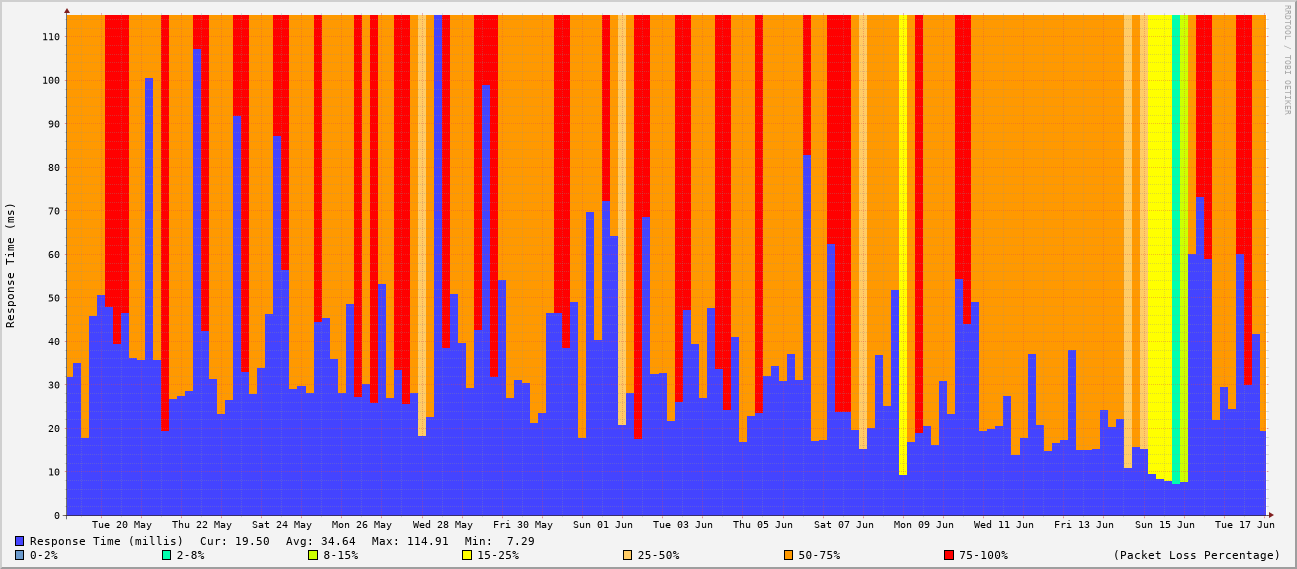 RRDTOOL / TOBI OETIKER
Response Time (ms)
110
100
90
80
70
60
50
40
30
20
10
0
Tue 20 May Thu 22 May Sat 24 May Mon 26 May Wed 28 May Fri 30 May Sun 01 Jun Tue 03 Jun Thu 05 Jun Sat 07 Jun Mon 09 Jun Wed 11 Jun Fri 13 Jun Sun 15 Jun Tue 17 Jun
Response Time (millis) Cur: 19.50 Avg: 34.64 Max: 114.91 Min: 7.29
0-2% 2-8% 8-15% 15-25% 25-50% 50-75% 75-100% (Packet Loss Percentage)